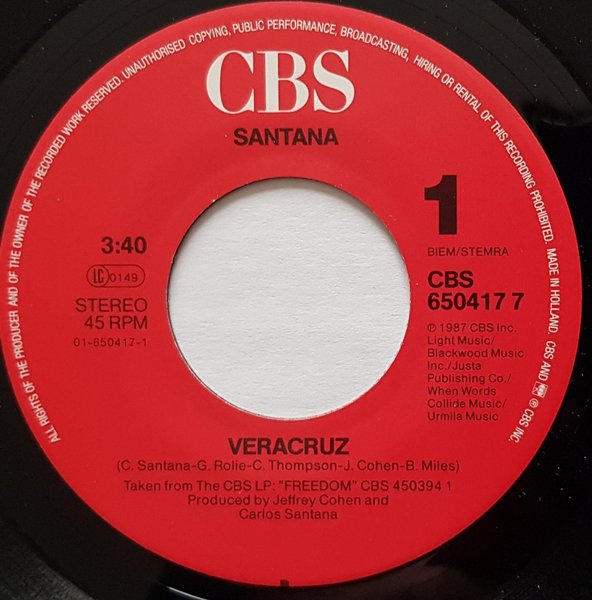 ALL RIGHTS OF THE PRODUCER AND OF THE OWNER OF THE RECORDED WORK RESERVED. UNAUTHORISED COPYING, PUBLIC PERFORMANCE, BROADCASTING, HIRING OR RENTAL OF THIS RECORDING PROHIBITED. MADE IN HOLLAND. CBS AND ® CBS INC.
CBS
SANTANA
1
3:40
BIEM/STEMRA
LC 0149
CBS
650417 7
STEREO
45 RPM
01-650417-1
℗ 1987 CBS Inc.
Light Music/
Blackwood Music
Inc./Justa
Publishing Co./
When Words
Collide Music/
Urmila Music
VERACRUZ
(C. Santana-G. Rolie-C. Thompson-J. Cohen-B. Miles)
Taken from The CBS LP: "FREEDOM" CBS 450394 1
Produced by Jeffrey Cohen and
Carlos Santana